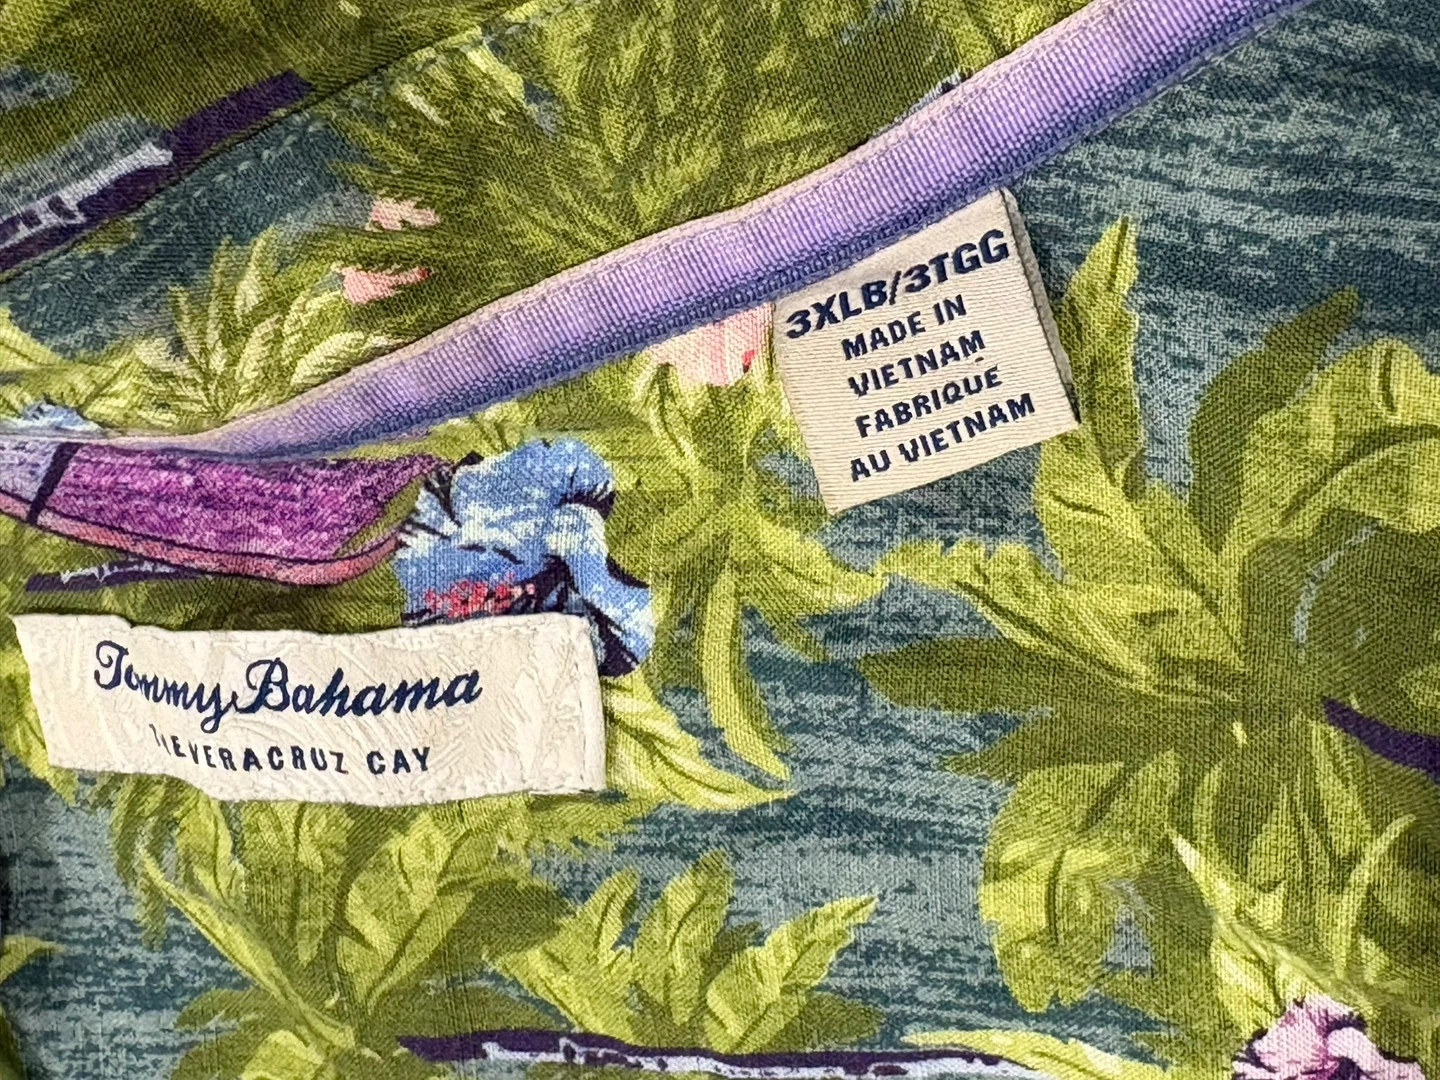 3XLB/3TGG
MADE IN
VIETNAM
FABRIQUE
AU VIETNAM
Tommy Bahama
VERACRUZ CAY